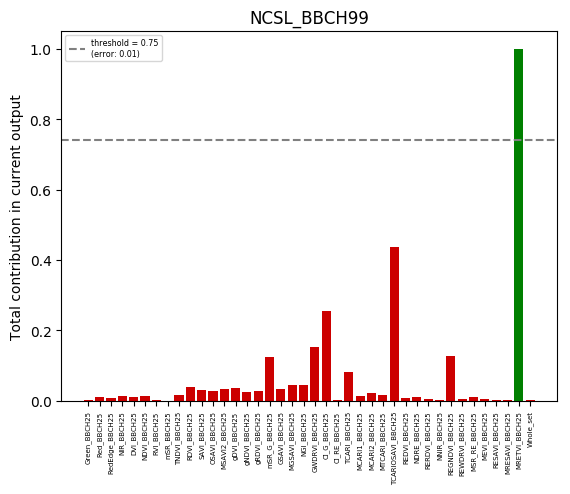 NCSL_BBCH99
threshold = 0.75
(error: 0.01)
Total contribution in current output
1.0
0.8
0.6
0.4
0.2
0.0
Green_BBCH25
Red_BBCH25
RedEdge_BBCH25
NIR_BBCH25
DVI_BBCH25
NDVI_BBCH25
RVI_BBCH25
mSR_BBCH25
TNDVI_BBCH25
RDVI_BBCH25
SAVI_BBCH25
OSAVI_BBCH25
MSAVI2_BBCH25
gDVI_BBCH25
gNDVI_BBCH25
gRDVI_BBCH25
mSR_G_BBCH25
GSAVI_BBCH25
MGSAVI_BBCH25
NGI_BBCH25
GWDRVI_BBCH25
CI_G_BBCH25
CI_RE_BBCH25
TCARI_BBCH25
MCARI1_BBCH25
MCARI2_BBCH25
MTCARI_BBCH25
TCARIOSAVI_BBCH25
REDVI_BBCH25
NDRE_BBCH25
RERDVI_BBCH25
NNIR_BBCH25
REGNDVI_BBCH25
REWDRVI_BBCH25
MSR_RE_BBCH25
MEVI_BBCH25
RESAVI_BBCH25
MRESAVI_BBCH25
MRETVI_BBCH25
Whole_set